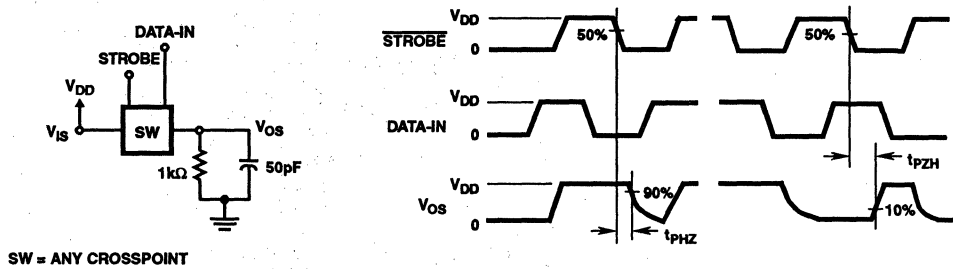 DATA-IN
STROBE
V_DD
V_IS
SW
V_OS
1kΩ
50pF
SW = ANY CROSSPOINT
V_DD
STROBE
0
50%
50%
V_DD
DATA-IN
0
t_PZH
V_DD
V_OS
0
90%
10%
t_PHZ